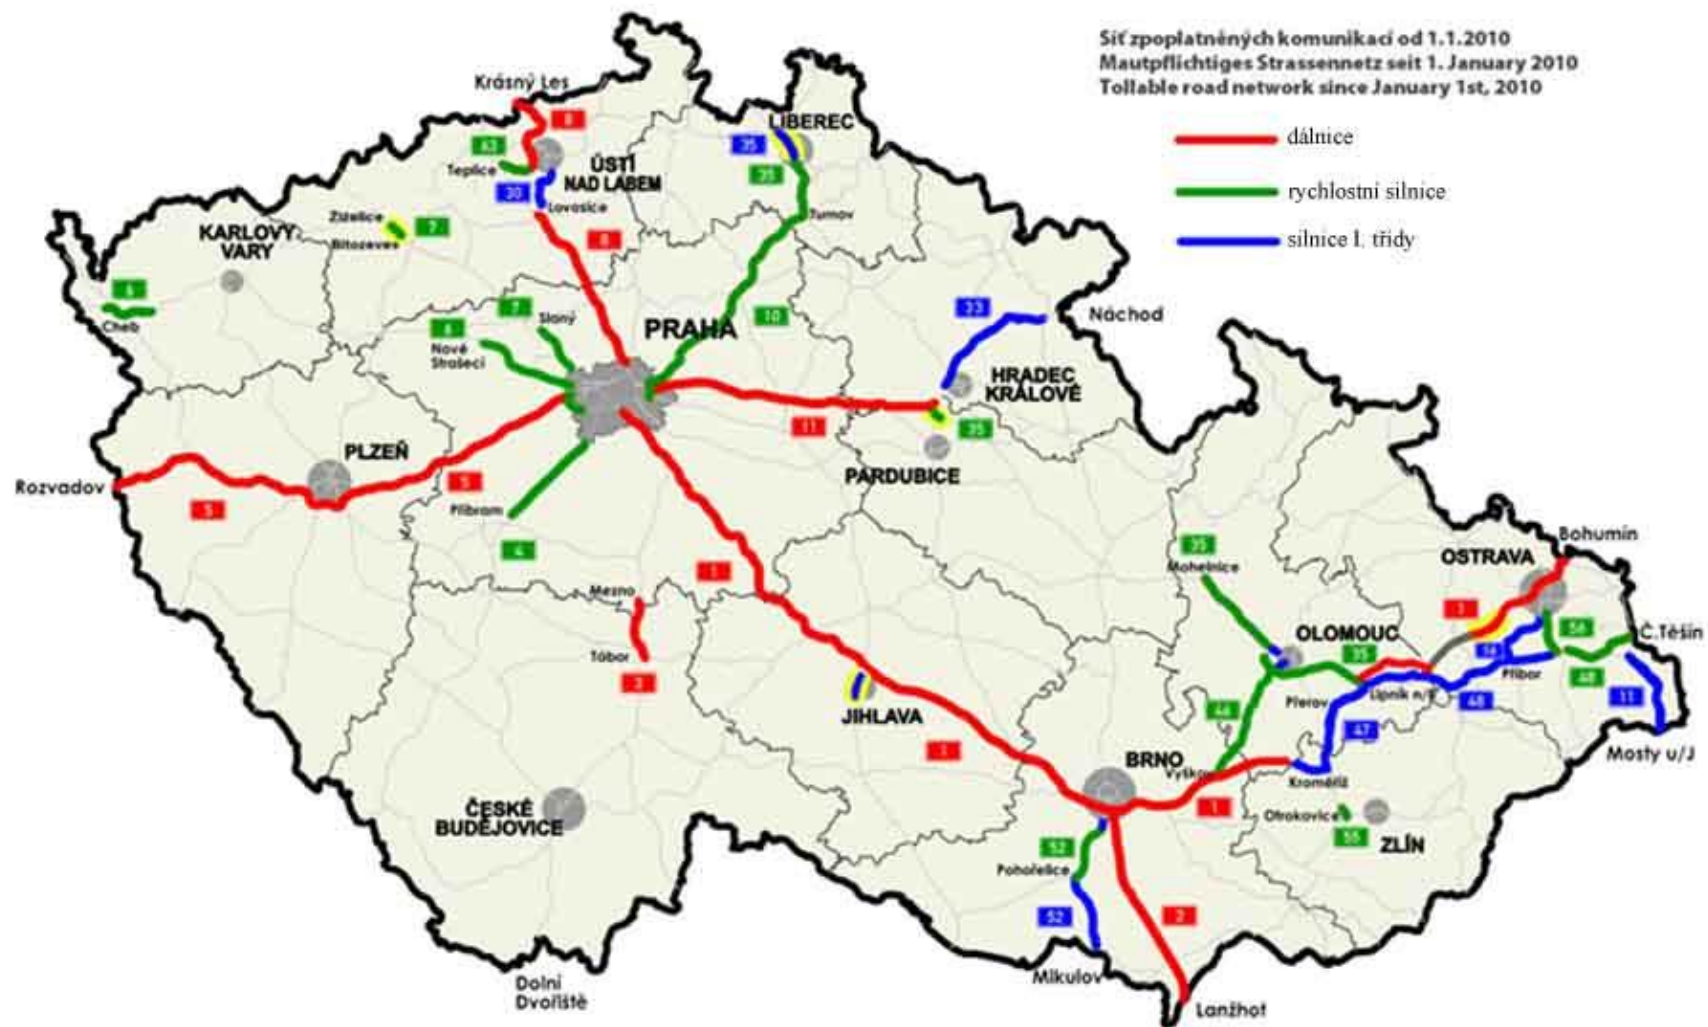 Síť zpoplatněných komunikací od 1.1.2010
Mautpflichtiges Strassennetz seit 1. January 2010
Tollable road network since January 1st, 2010
dálnice
rychlostní silnice
silnice I. třídy
Krásný Les
8
63
Teplice
ÚSTÍ
NAD LABEM
30
Lovosice
LIBEREC
35
35
Turnov
Žiželice
7
Bitozeves
KARLOVY
VARY
8
6
Cheb
7
Slaný
6
Nové
Strašecí
PRAHA
10
33
Náchod
HRADEC
KRÁLOVÉ
11
35
PARDUBICE
PLZEŇ
Rozvadov
5
5
Příbram
4
1
Mezno
Tábor
3
35
Mohelnice
Bohumín
OSTRAVA
1
56
Č.Těšín
OLOMOUC
35
Příbor
48
Přerov
Lipník n/B
48
11
46
47
Mosty u/J
JIHLAVA
1
BRNO
Vyškov
Kroměříž
1
Otrokovice
55
ZLÍN
ČESKÉ
BUDĚJOVICE
52
Pohořelice
52
2
Mikulov
Dolní
Dvořiště
Lanžhot